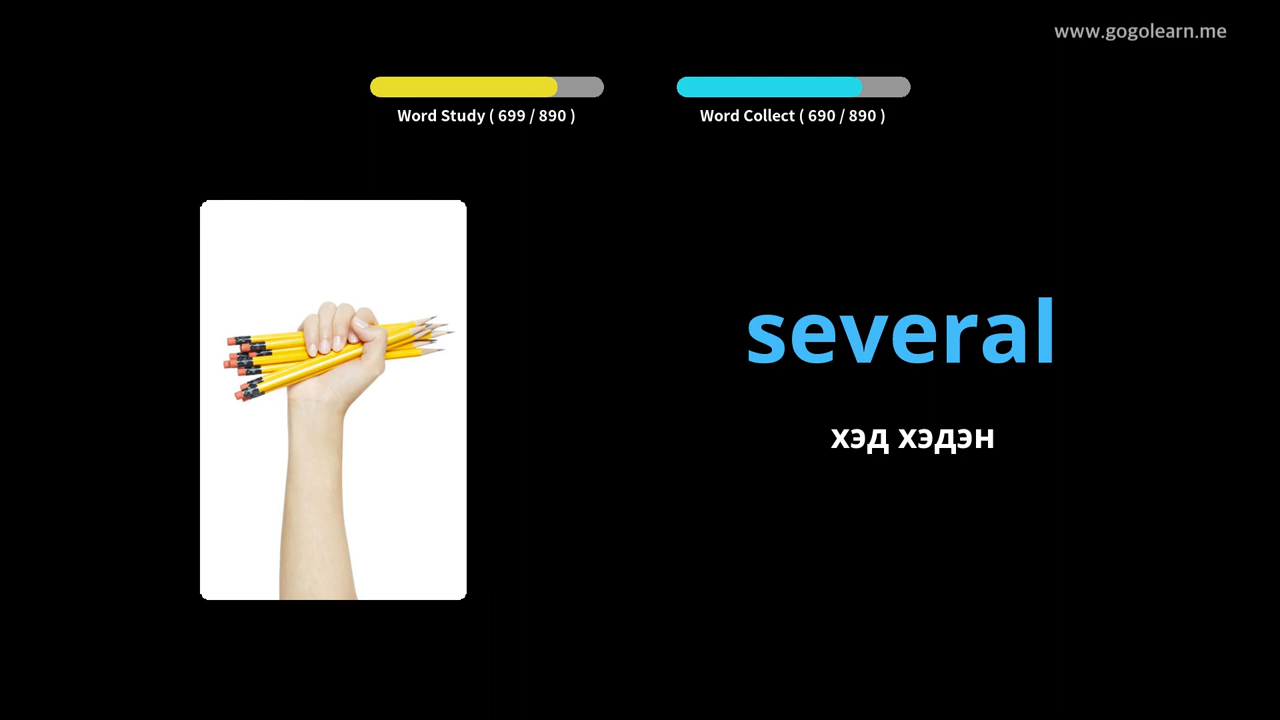 www.gogolearn.me
Word Study ( 699 / 890 )
Word Collect ( 690 / 890 )
several
хэд хэдэн